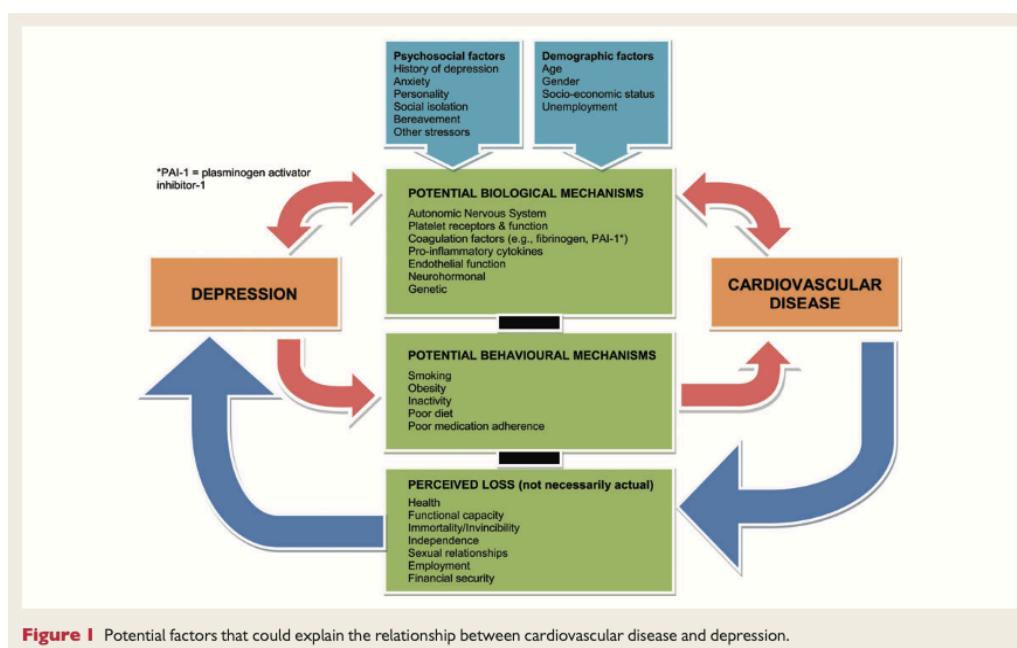 Psychosocial factors
History of depression
Anxiety
Personality
Social isolation
Bereavement
Other stressors
Demographic factors
Age
Gender
Socio-economic status
Unemployment
*PAI-1 = plasminogen activator
inhibitor-1
POTENTIAL BIOLOGICAL MECHANISMS
Autonomic Nervous System
Platelet receptors & function
Coagulation factors (e.g., fibrinogen, PAI-1*)
Pro-inflammatory cytokines
Endothelial function
Neurohormonal
Genetic
DEPRESSION
CARDIOVASCULAR
DISEASE
POTENTIAL BEHAVIOURAL MECHANISMS
Smoking
Obesity
Inactivity
Poor diet
Poor medication adherence
PERCEIVED LOSS (not necessarily actual)
Health
Functional capacity
Immortality/Invincibility
Independence
Sexual relationships
Employment
Financial security
Figure 1 Potential factors that could explain the relationship between cardiovascular disease and depression.